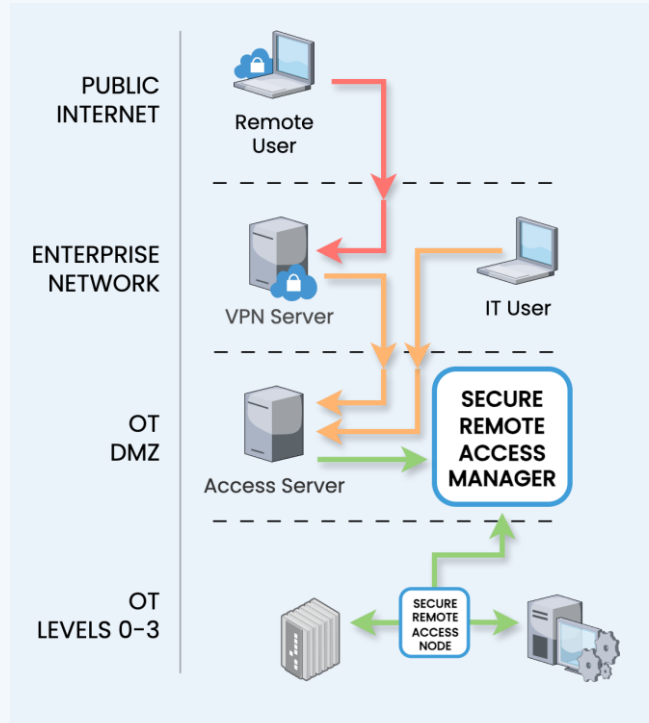 PUBLIC
INTERNET
Remote
User
ENTERPRISE
NETWORK
VPN Server
IT User
OT
DMZ
Access Server
SECURE
REMOTE
ACCESS
MANAGER
OT
LEVELS 0-3
SECURE
REMOTE
ACCESS
NODE